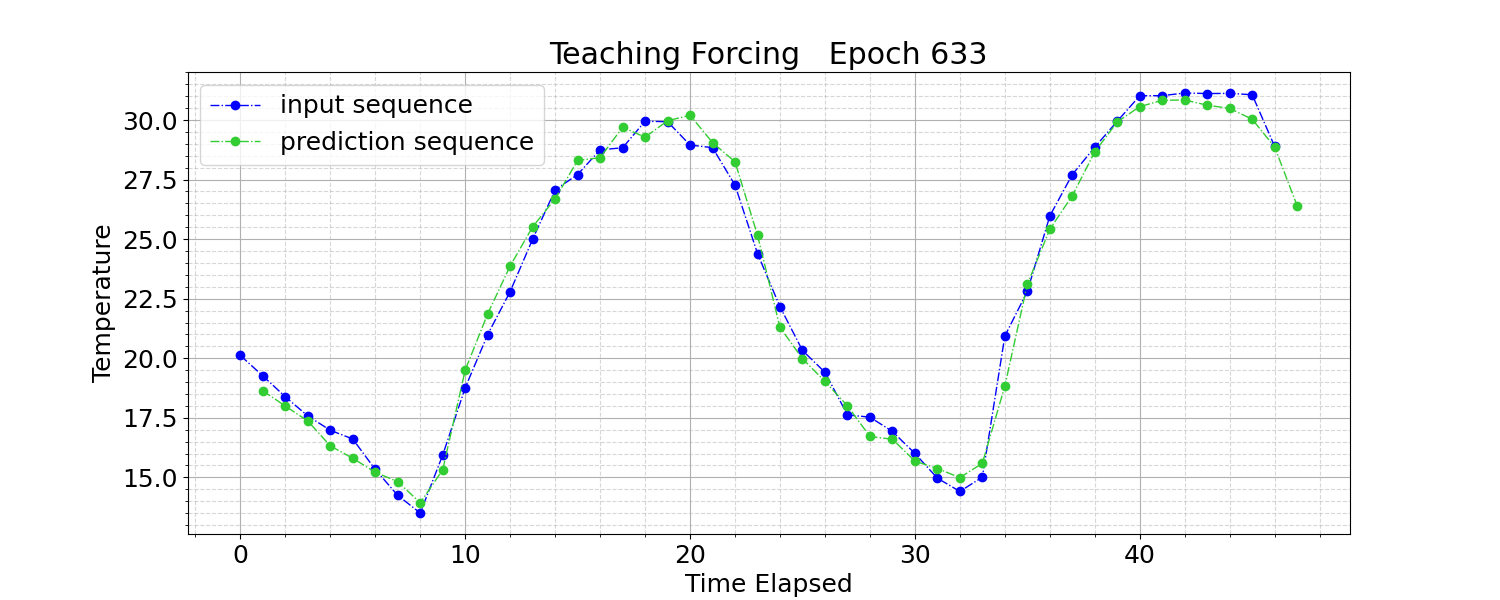 Teaching Forcing   Epoch 633
input sequence
prediction sequence
30.0
27.5
25.0
22.5
20.0
17.5
15.0
Temperature
0 10 20 30 40
Time Elapsed